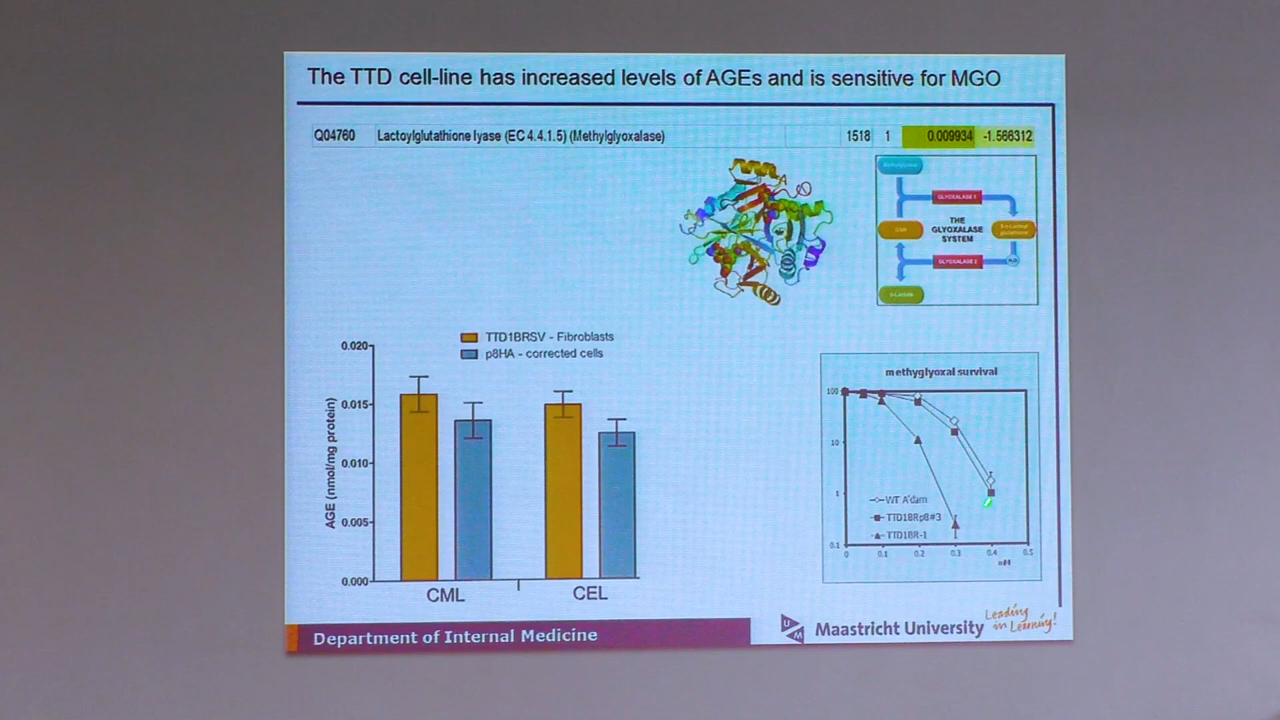 The TTD cell-line has increased levels of AGEs and is sensitive for MGO
Q04760 Lactoylglutathione lyase (EC 4.4.1.5) (Methylglyoxalase) 1518 1 0.009934 -1.566312
GLYOXALASE 1
THE
GLYOXALASE
SYSTEM
GSH
S-D-Lactoyl
glutathione
GLYOXALASE 2
H₂O
D-Lactate
TTD1BRSV - Fibroblasts
p8HA - corrected cells
AGE (nmol/mg protein)
0.020
0.015
0.010
0.005
0.000
CML CEL
methyglyoxal survival
100
10
1
0.1
WT A'dam
TTD1BRp8#3
TTD1BR-1
0 0.1 0.2 0.3 0.4 0.5
Department of Internal Medicine
UM
Maastricht University
Leading
in Learning!